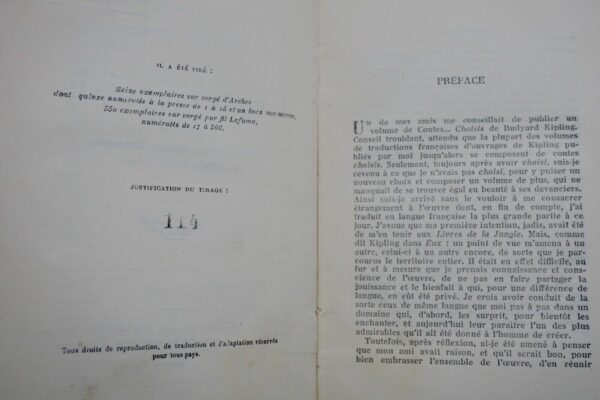 IL A ÉTÉ TIRÉ :
Seize exemplaires sur vergé d'Arches
dont quinze numérotés à la presse de 1 à 15 et un hors commerce.
350 exemplaires sur vergé pur fil Lafuma,
numérotés de 17 à 366.
JUSTIFICATION DU TIRAGE :
114
Tous droits de reproduction, de traduction et d'adaptation réservés
pour tous pays.
PRÉFACE
UN de mes amis me conseillait de publier un
volume de Contes... Choisis de Rudyard Kipling.
Conseil troublant, attendu que la plupart des volumes
de traductions françaises d'ouvrages de Kipling pu-
bliés par moi jusqu'alors se composent de contes
choisis. Seulement, toujours après avoir choisi, suis-je
revenu à ce que je n'avais pas choisi, pour y puiser un
nouveau choix et composer un volume de plus, qui
ne manquait de se trouver égal en beauté à ses devanciers.
Ainsi suis-je arrivé sans le vouloir à me consacrer
étrangement à l'œuvre dont, en fin de compte, j'ai
traduit en langue française la plus grande partie à ce
jour. J'avoue que ma première intention, jadis, avait été
de m'en tenir aux Livres de la Jungle. Mais, comme
dit Kipling dans Eux : un point de vue m'amena à un
autre, celui-ci à un autre encore, de sorte que je parcou-
rus le territoire entier. Il était en effet difficile, au
fur et à mesure que je prenais connaissance et cons-
cience de l'œuvre, de ne pas en faire partager la
jouissance et le bienfait à qui, pour une différence de
langue, en eût été privé. Je crois avoir conduit de la
sorte ceux de même langue que moi pas à pas dans un
domaine qui, d'abord, les surprit, pour bientôt les
enchanter, et aujourd'hui leur paraître l'un des plus
admirables qu'il ait été donné à l'homme de créer.
Toutefois, après réflexion, ai-je été amené à penser
que mon ami avait raison, et qu'il serait bon, pour
bien embrasser l'ensemble de l'œuvre, d'en réunir